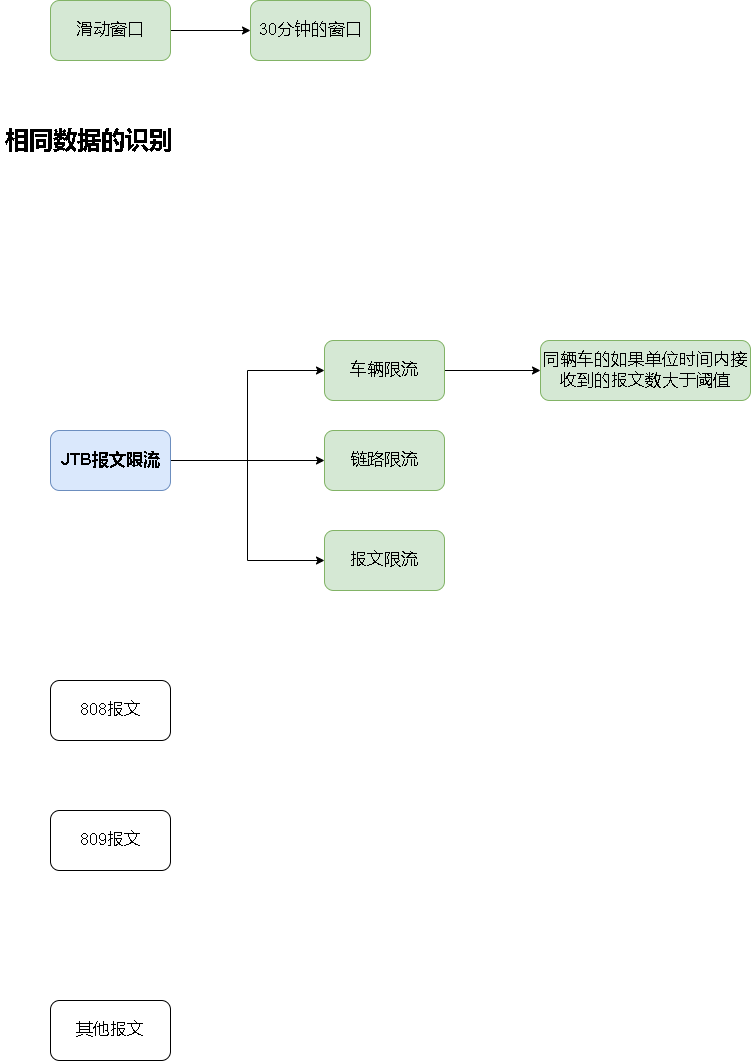 滑动窗口
30分钟的窗口
相同数据的识别
车辆限流
同辆车的如果单位时间内接
收到的报文数大于阈值
JTB报文限流
链路限流
报文限流
808报文
809报文
其他报文